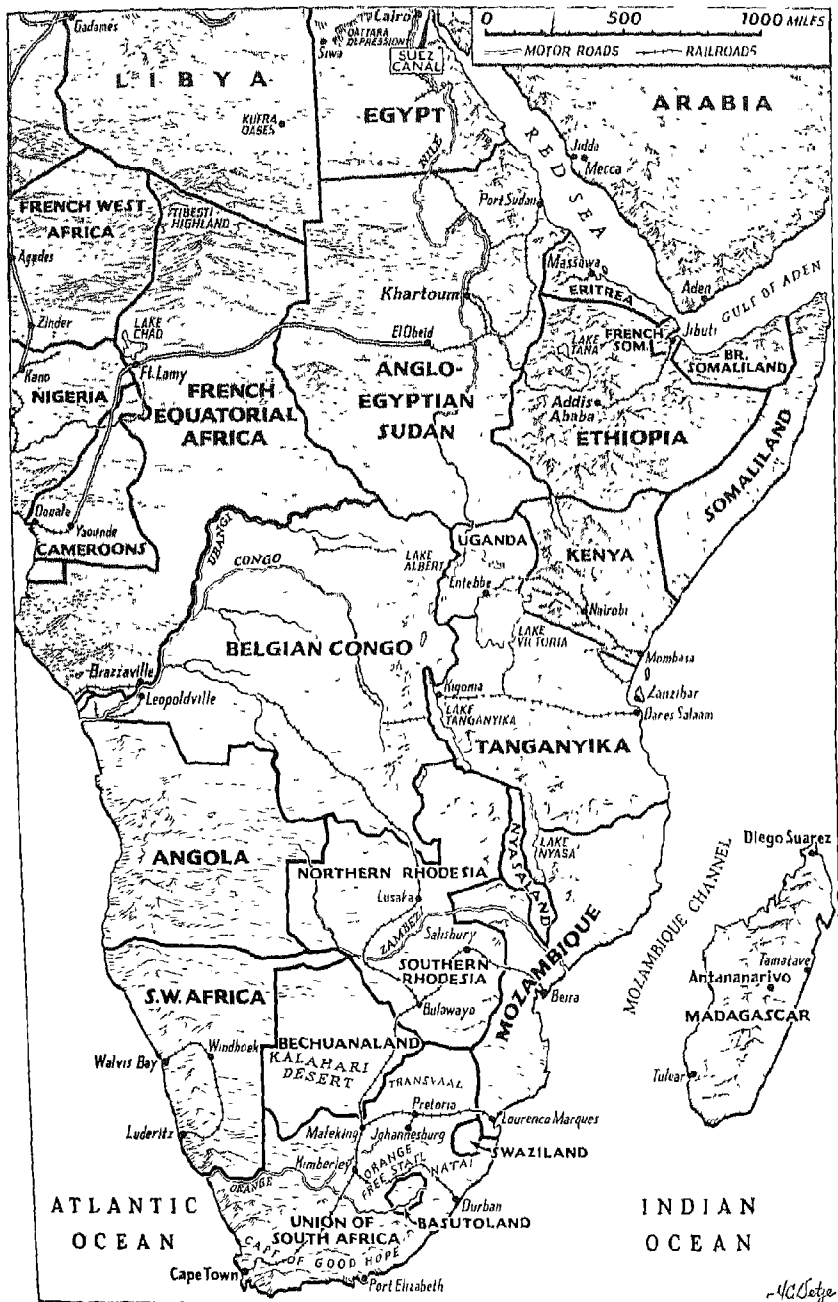 0 500 1000 MILES
MOTOR ROADS RAILROADS
Gadames
Cairo
QATTARA
DEPRESSION
Siwa
SUEZ
CANAL
LIBYA
EGYPT
ARABIA
KUFRA
OASES
NILE
RED SEA
Jidda
Mecca
FRENCH WEST
AFRICA
TIBESTI
HIGHLAND
Port Sudan
Agades
Massawa
Khartoum
ERITREA
Aden
GULF OF ADEN
Zinder
LAKE
CHAD
El Obeid
LAKE
TANA
FRENCH
SOM.
Jibuti
BR.
SOMALILAND
Kano
Ft. Lamy
NIGERIA
FRENCH
EQUATORIAL
AFRICA
ANGLO-
EGYPTIAN
SUDAN
Addis
Ababa
ETHIOPIA
SOMALILAND
Douala
Yaounde
CAMEROONS
UBANGI
CONGO
LAKE
ALBERT
UGANDA
Entebbe
KENYA
Nairobi
BELGIAN CONGO
LAKE
VICTORIA
Mombasa
Brazzaville
Leopoldville
Kigoma
LAKE
TANGANYIKA
Zanzibar
Dar es Salaam
TANGANYIKA
ANGOLA
NORTHERN RHODESIA
NYASALAND
LAKE
NYASA
Diego Suarez
MOZAMBIQUE CHANNEL
Lusaka
ZAMBEZI
Salisbury
SOUTHERN
RHODESIA
MOZAMBIQUE
Tamatave
Antananarivo
MADAGASCAR
S.W. AFRICA
Bulawayo
Beira
BECHUANALAND
KALAHARI
DESERT
Walvis Bay
Windhoek
Tulear
TRANSVAAL
Pretoria
Luderitz
Mafeking
Johannesburg
Lourenco Marques
SWAZILAND
Kimberley
ORANGE
FREE STATE
NATAL
ORANGE
Durban
ATLANTIC
OCEAN
INDIAN
OCEAN
BASUTOLAND
UNION OF
SOUTH AFRICA
CAPE OF GOOD HOPE
Cape Town
Port Elizabeth